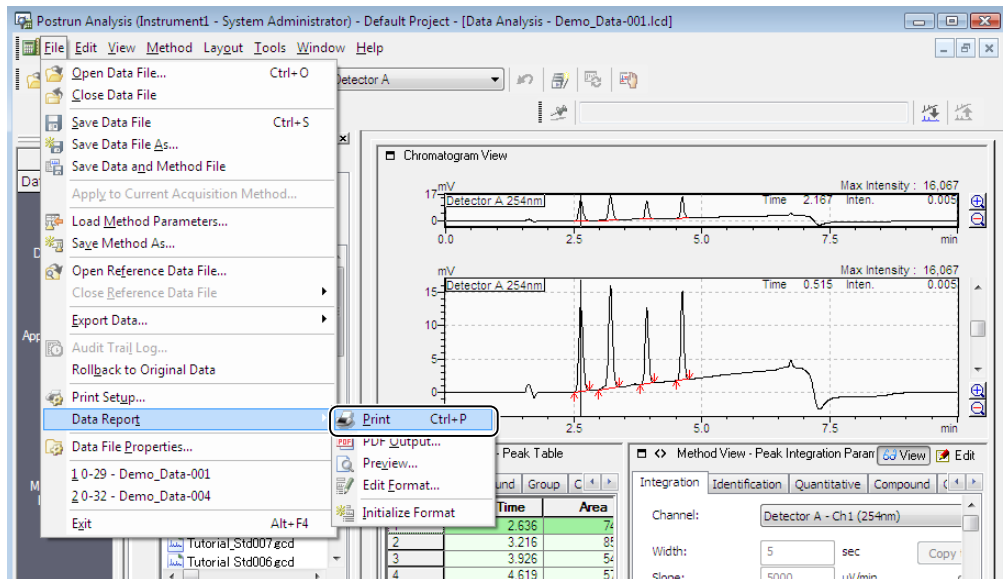 Postrun Analysis (Instrument1 - System Administrator) - Default Project - [Data Analysis - Demo_Data-001.lcd]
File Edit View Method Layout Tools Window Help
Open Data File... Ctrl+O
Close Data File
Save Data File Ctrl+S
Save Data File As...
Save Data and Method File
Apply to Current Acquisition Method...
Load Method Parameters...
Save Method As...
Open Reference Data File...
Close Reference Data File
Export Data...
Audit Trail Log...
Rollback to Original Data
Print Setup...
Data Report
Data File Properties...
1 0-29 - Demo_Data-001
2 0-32 - Demo_Data-004
Exit Alt+F4
Print Ctrl+P
PDF Output...
Preview...
Edit Format...
Initialize Format
Detector A
Chromatogram View
mV Max Intensity : 16,067
17 Detector A 254nm Time 2.167 Inten. 0.005
0
0.0 2.5 5.0 7.5 min
mV Max Intensity : 16,067
15 Detector A 254nm Time 0.515 Inten. 0.005
10
5
0
2.5 5.0 7.5 min
Peak Table
Group
Time Area
2.636
2 3.216
3 3.926
4 4.619
Method View - Peak Integration Param View Edit
Integration Identification Quantitative Compound
Channel: Detector A - Ch1 (254nm)
Width: 5 sec Copy
Slope: 5000 uV/min
Tutorial_Std007.gcd
Tutorial_Std006.gcd